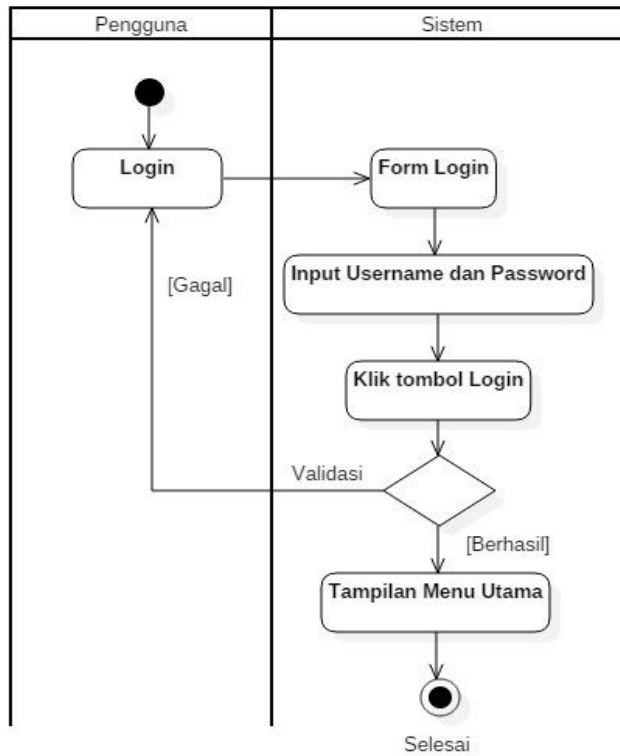 Pengguna
Sistem
Login
Form Login
Input Username dan Password
[Gagal]
Klik tombol Login
Validasi
[Berhasil]
Tampilan Menu Utama
Selesai